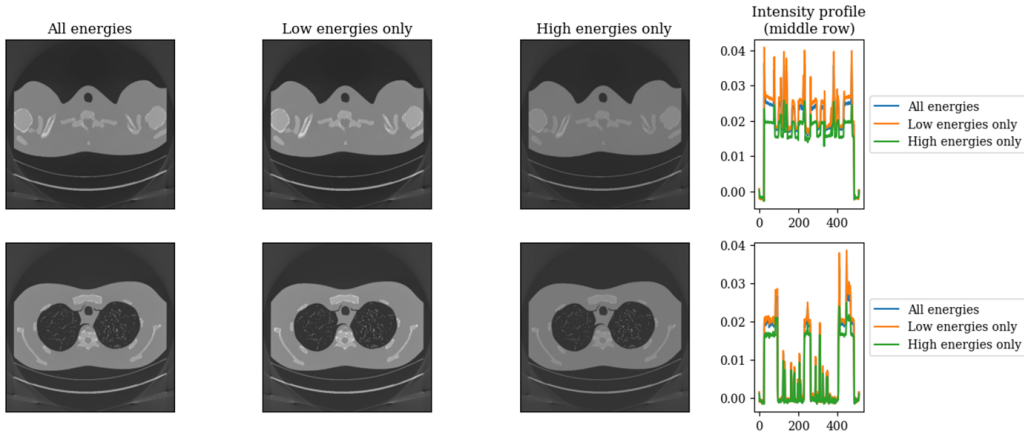 All energies
Low energies only
High energies only
Intensity profile
(middle row)
0.04
0.03
0.02
0.01
0.00
0
200
400
All energies
Low energies only
High energies only
0.04
0.03
0.02
0.01
0.00
0
200
400
All energies
Low energies only
High energies only